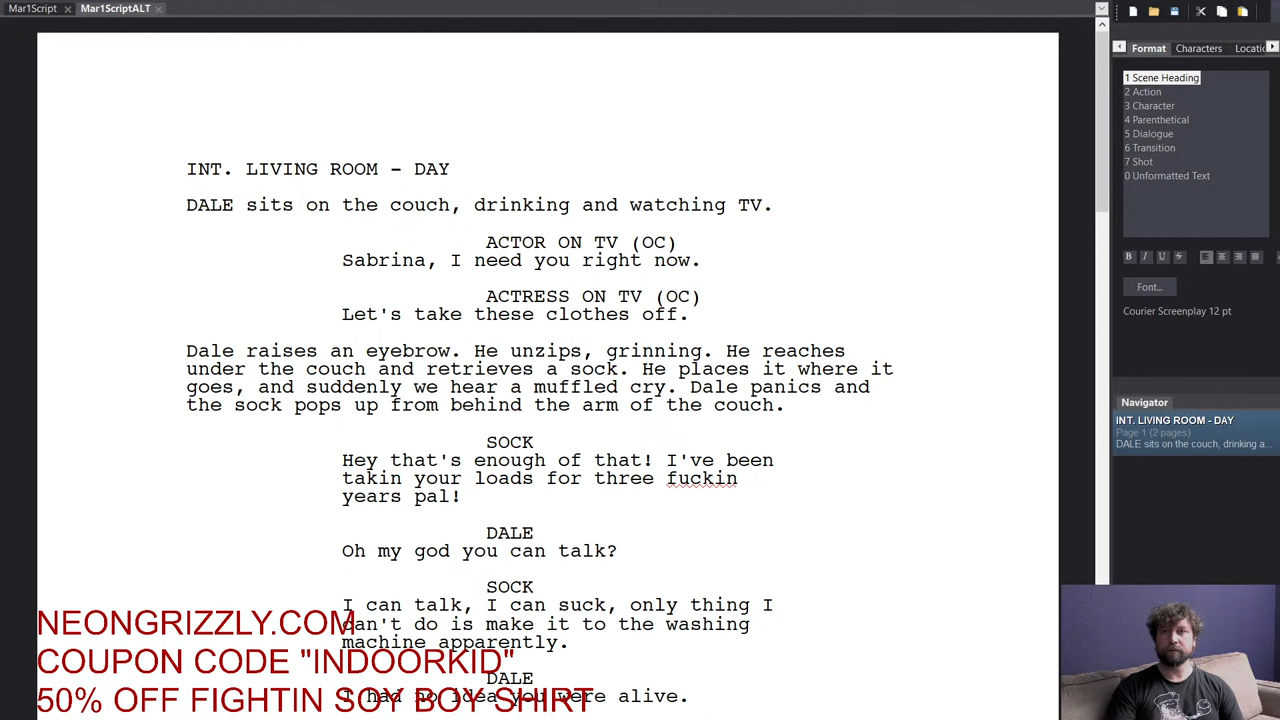 Mar1Script
Mar1ScriptALT
INT. LIVING ROOM - DAY
DALE sits on the couch, drinking and watching TV.
ACTOR ON TV (OC)
Sabrina, I need you right now.
ACTRESS ON TV (OC)
Let's take these clothes off.
Dale raises an eyebrow. He unzips, grinning. He reaches
under the couch and retrieves a sock. He places it where it
goes, and suddenly we hear a muffled cry. Dale panics and
the sock pops up from behind the arm of the couch.
SOCK
Hey that's enough of that! I've been
takin your loads for three fuckin
years pal!
DALE
Oh my god you can talk?
SOCK
I can talk, I can suck, only thing I
can't do is make it to the washing
machine apparently.
DALE
I had no idea you were alive.
NEONGRIZZLY.COM
COUPON CODE "INDOORKID"
50% OFF FIGHTIN SOY BOY SHIRT
Format
Characters
Locati
1 Scene Heading
2 Action
3 Character
4 Parenthetical
5 Dialogue
6 Transition
7 Shot
0 Unformatted Text
B I U S
Font...
Courier Screenplay 12 pt
Navigator
INT. LIVING ROOM - DAY
Page 1 (2 pages)
DALE sits on the couch, drinking a...